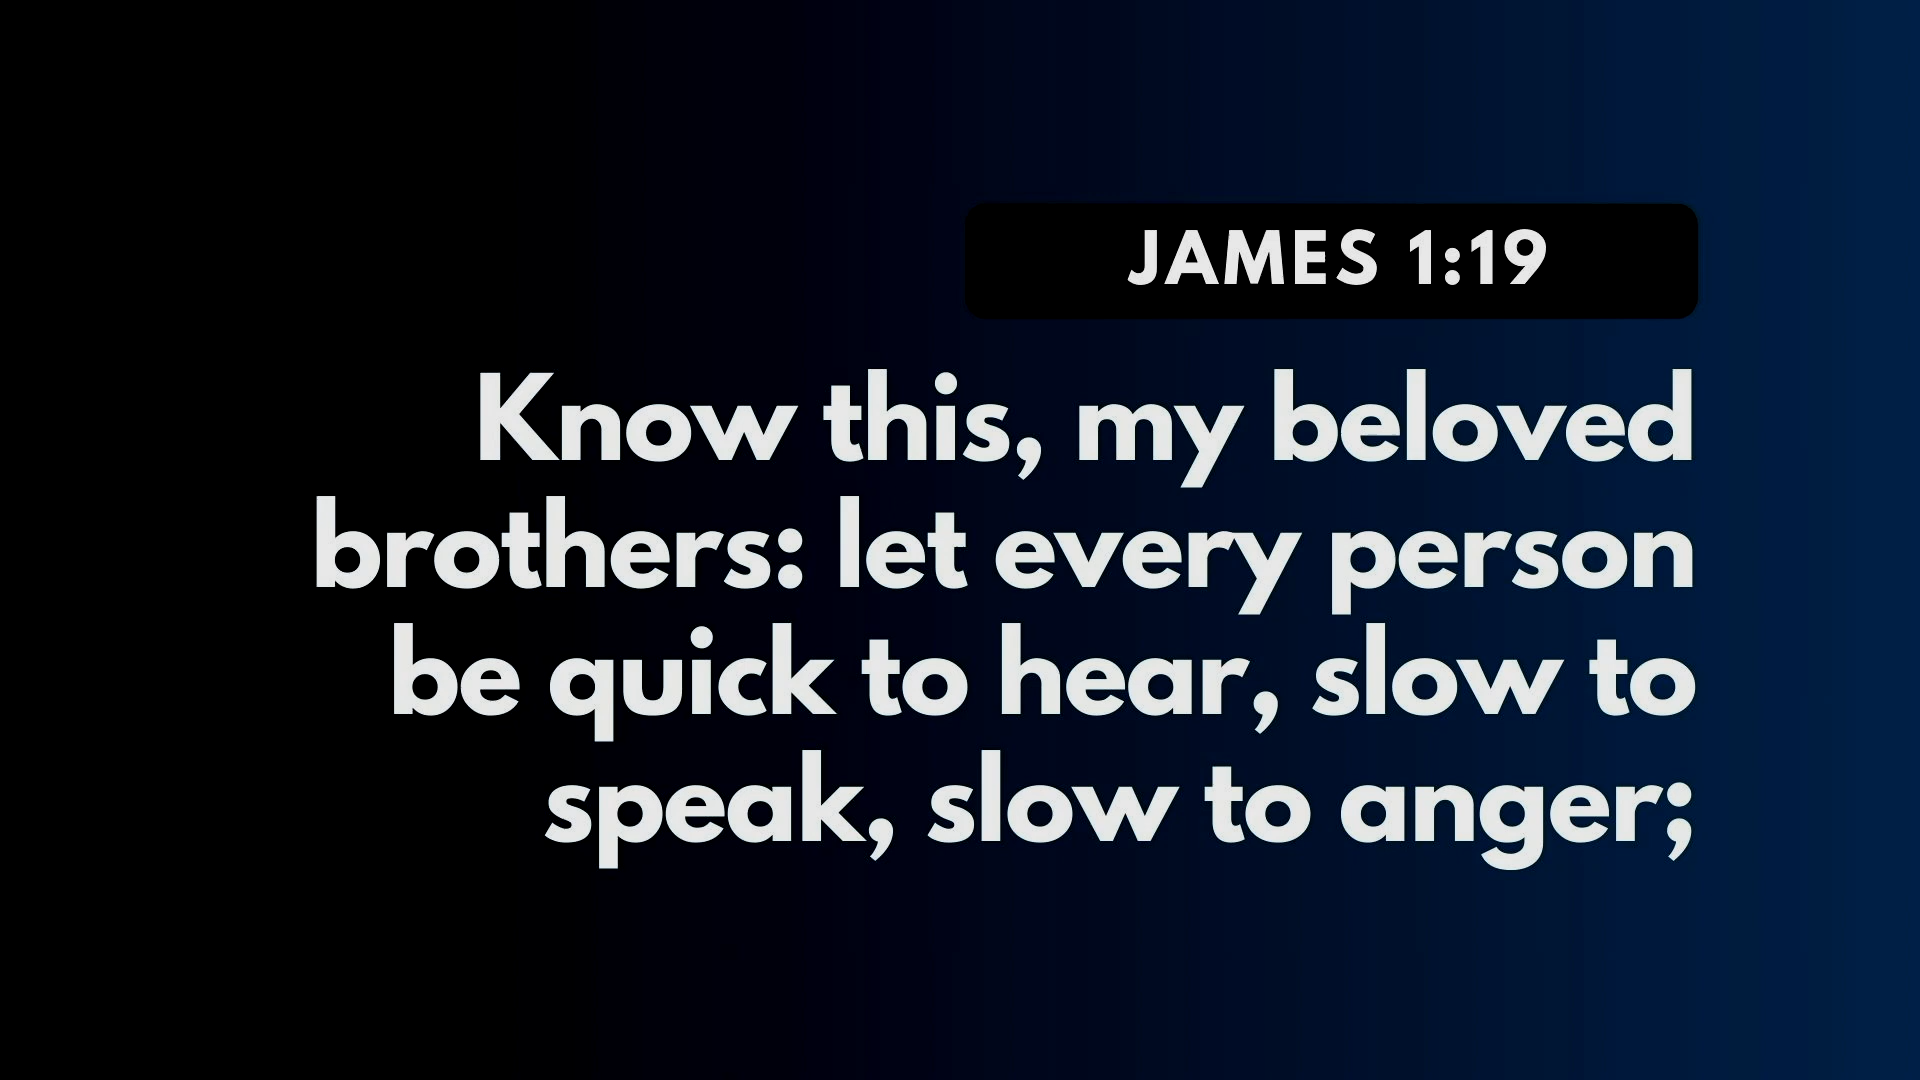 JAMES 1:19
Know this, my beloved
brothers: let every person
be quick to hear, slow to
speak, slow to anger;